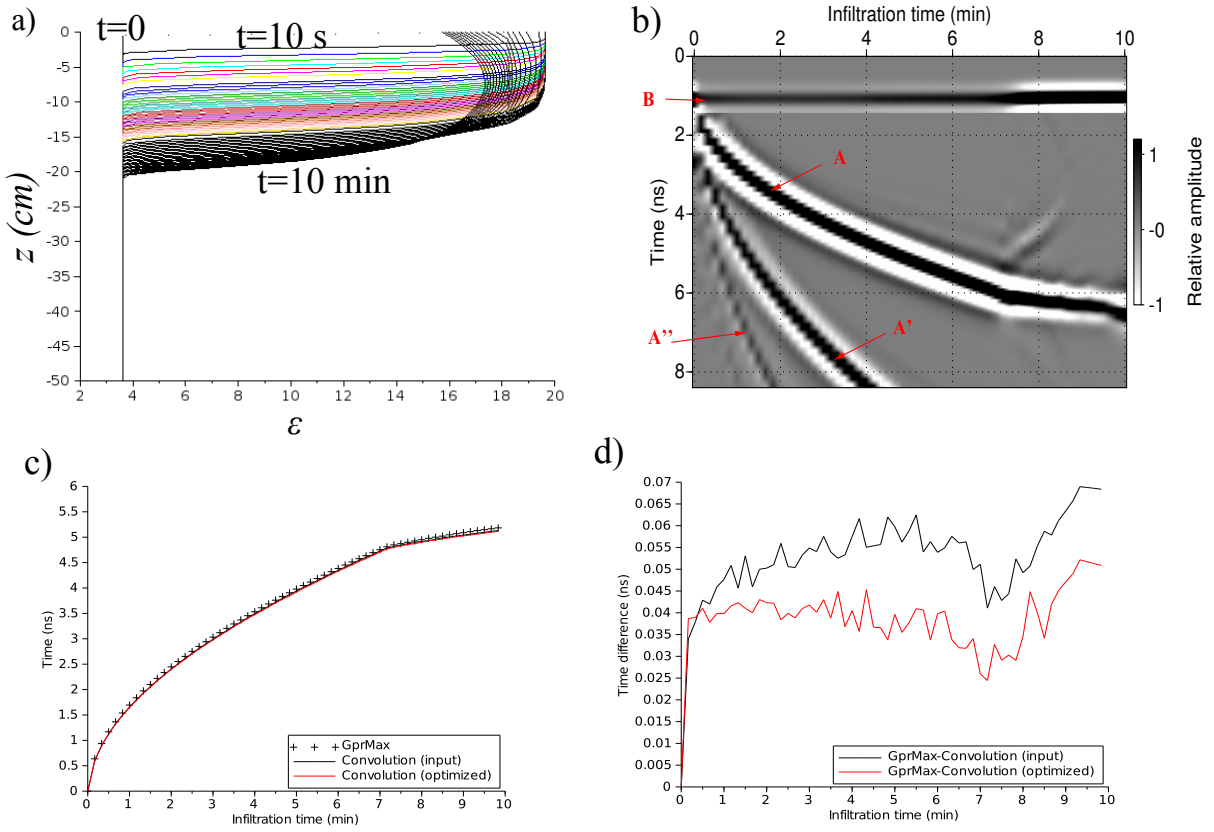 a)
t=0
t=10 s
t=10 min
0
-5
-10
-15
-20
-25
-30
-35
-40
-45
-50
z (cm)
2 4 6 8 10 12 14 16 18 20
ε
b)
Infiltration time (min)
0 2 4 6 8 10
0
2
4
6
8
Time (ns)
B
A
A'
A''
1
-0
-1
Relative amplitude
c)
6
5.5
5
4.5
4
3.5
3
2.5
2
1.5
1
0.5
0
Time (ns)
0 1 2 3 4 5 6 7 8 9 10
Infiltration time (min)
GprMax
Convolution (input)
Convolution (optimized)
d)
0.07
0.065
0.06
0.055
0.05
0.045
0.04
0.035
0.03
0.025
0.02
0.015
0.01
0.005
0
Time difference (ns)
0 1 2 3 4 5 6 7 8 9 10
Infiltration time (min)
GprMax-Convolution (input)
GprMax-Convolution (optimized)